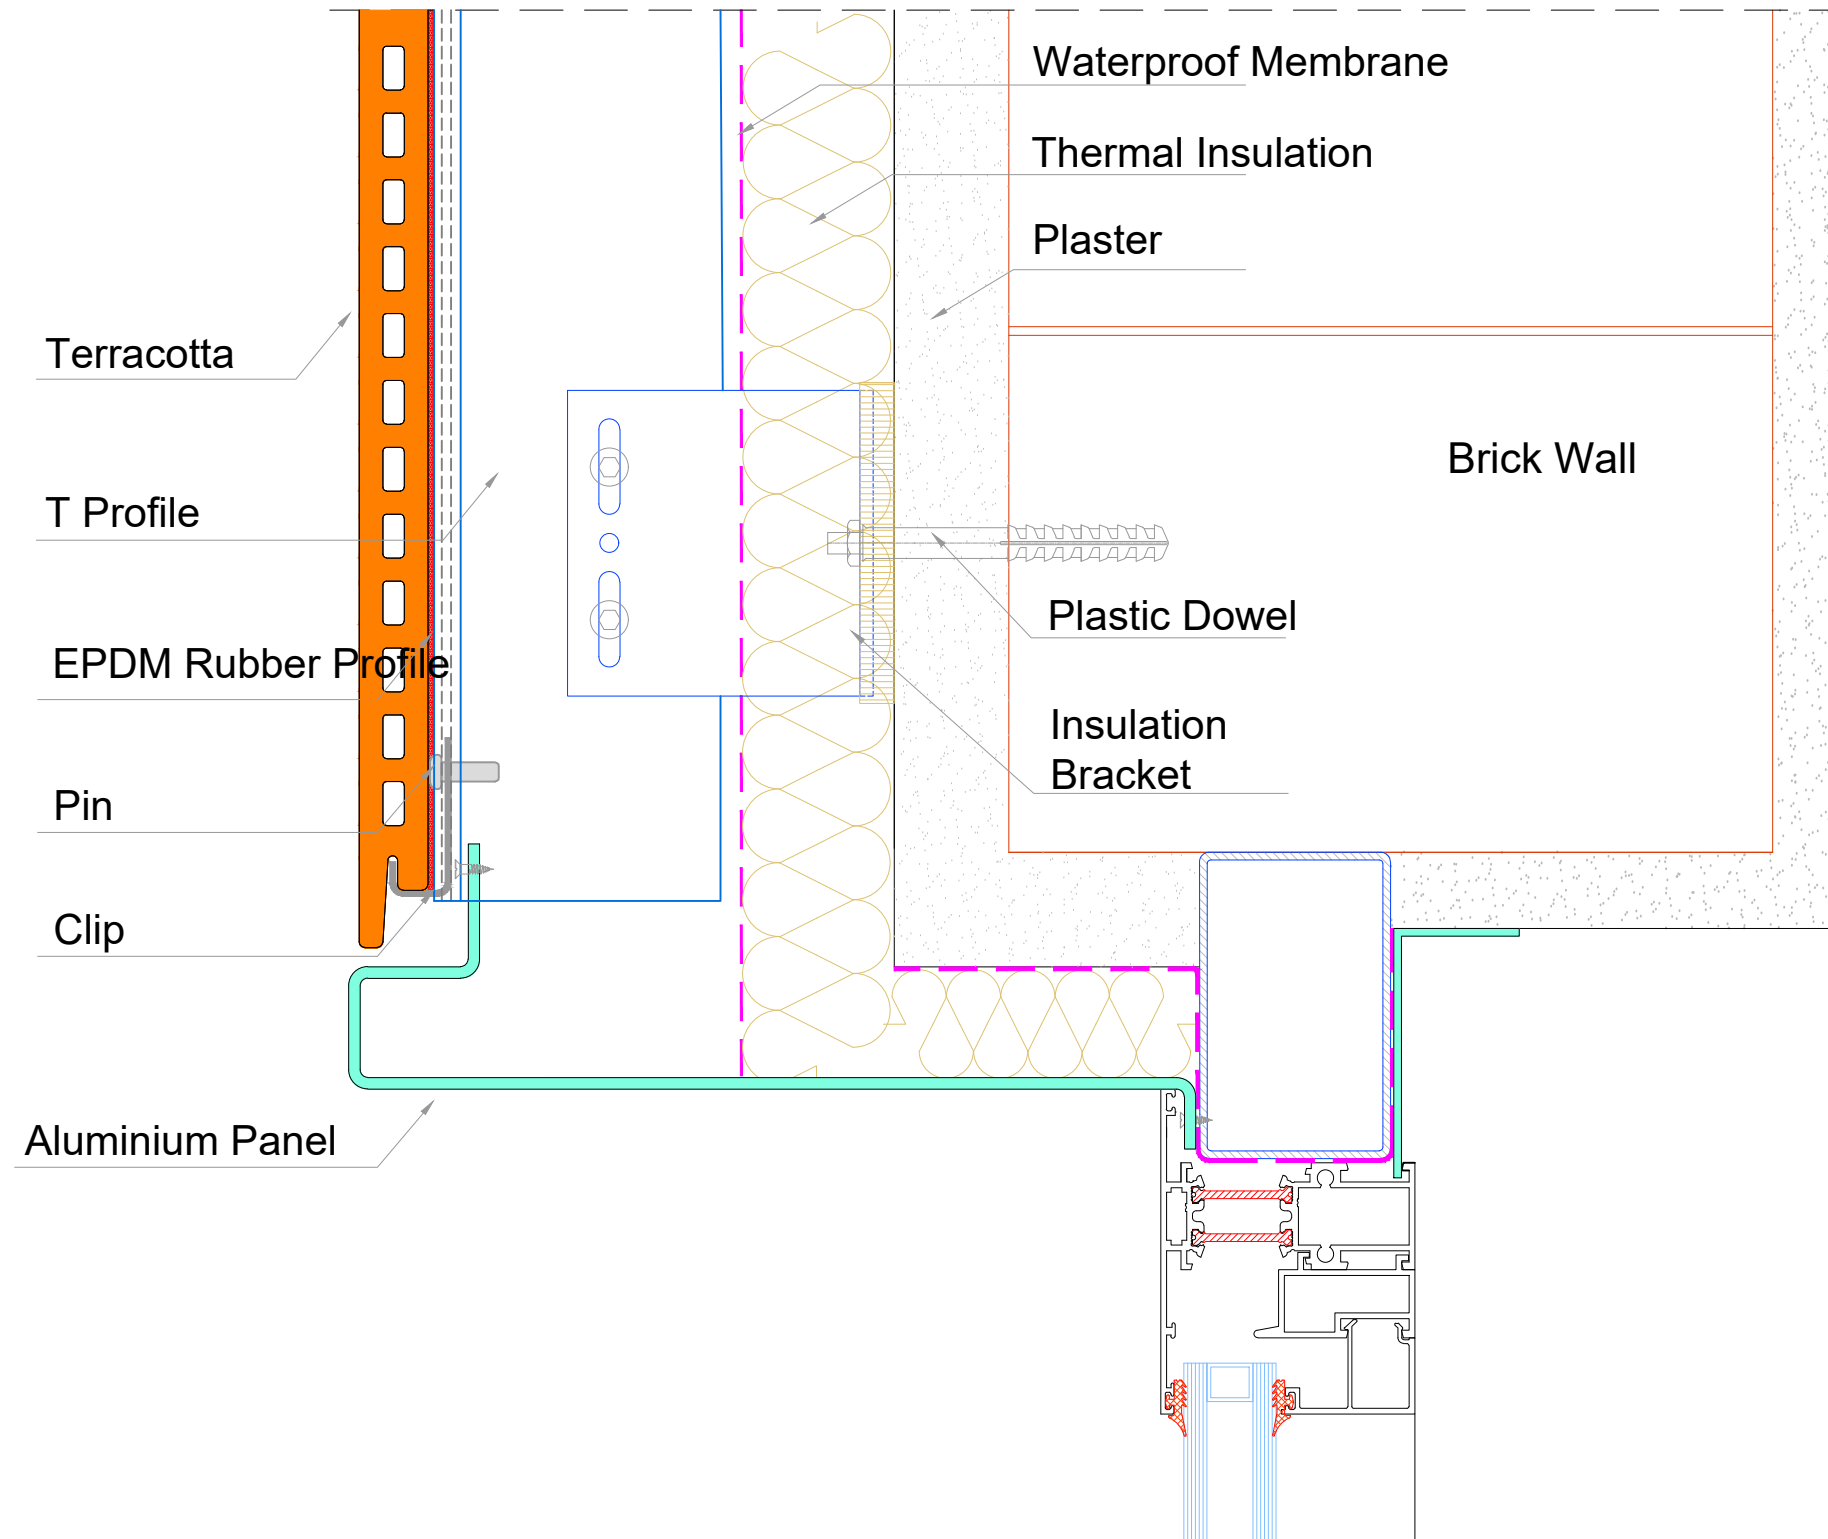 Waterproof Membrane
Thermal Insulation
Plaster
Terracotta
Brick Wall
T Profile
Plastic Dowel
EPDM Rubber Profile
Insulation
Bracket
Pin
Clip
Aluminium Panel